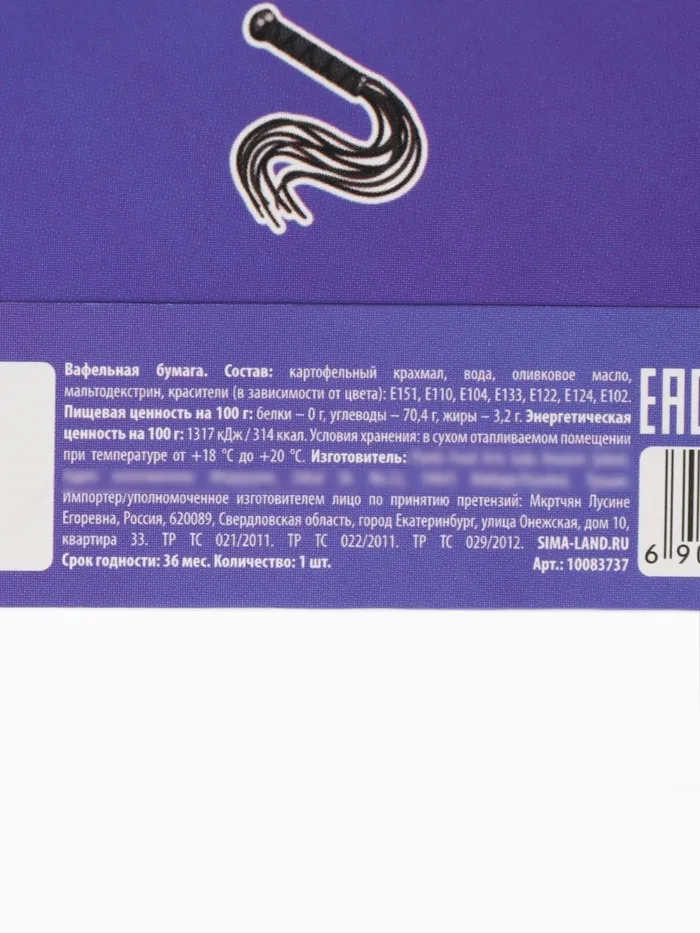 Вафельная бумага. Состав: картофельный крахмал, вода, оливковое масло,
мальтодекстрин, красители (в зависимости от цвета): Е151, Е110, Е104, Е133, Е122, Е124, Е102.
Пищевая ценность на 100 г: белки – 0 г, углеводы – 70,4 г, жиры – 3,2 г. Энергетическая
ценность на 100 г: 1317 кДж / 314 ккал. Условия хранения: в сухом отапливаемом помещении
при температуре от +18 °С до +20 °С. Изготовитель:
Импортер/уполномоченное изготовителем лицо по принятию претензий: Мкртчян Лусине
Егоревна, Россия, 620089, Свердловская область, город Екатеринбург, улица Онежская, дом 10,
квартира 33. ТР ТС 021/2011. ТР ТС 022/2011. ТР ТС 029/2012. SIMA-LAND.RU
Срок годности: 36 мес. Количество: 1 шт. Арт.: 10083737
EAC
6 9